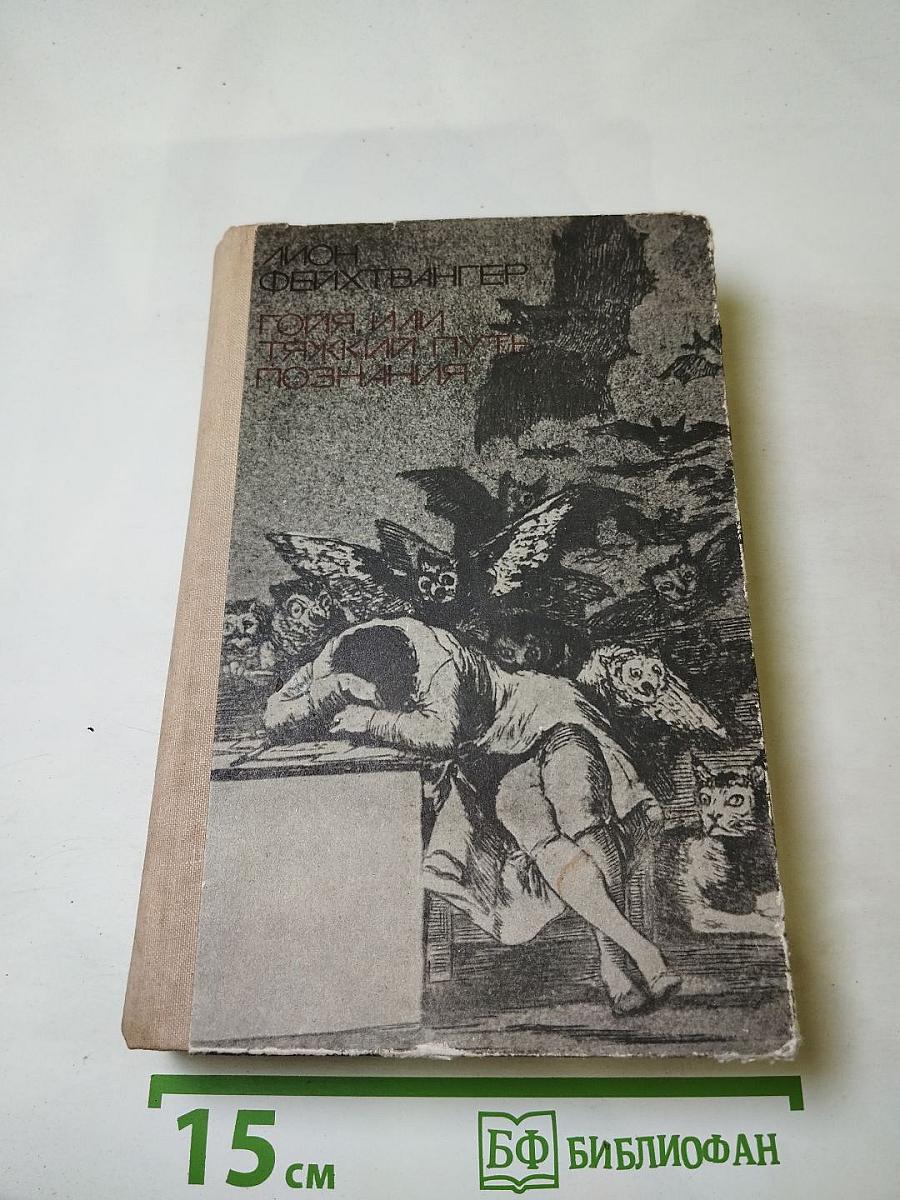 ЛИОН
ФЕЙХТВАНГЕР
ГОЙЯ, ИЛИ
ТЯЖКИЙ ПУТЬ
ПОЗНАНИЯ
15 см
БФ БИБЛИОФАН